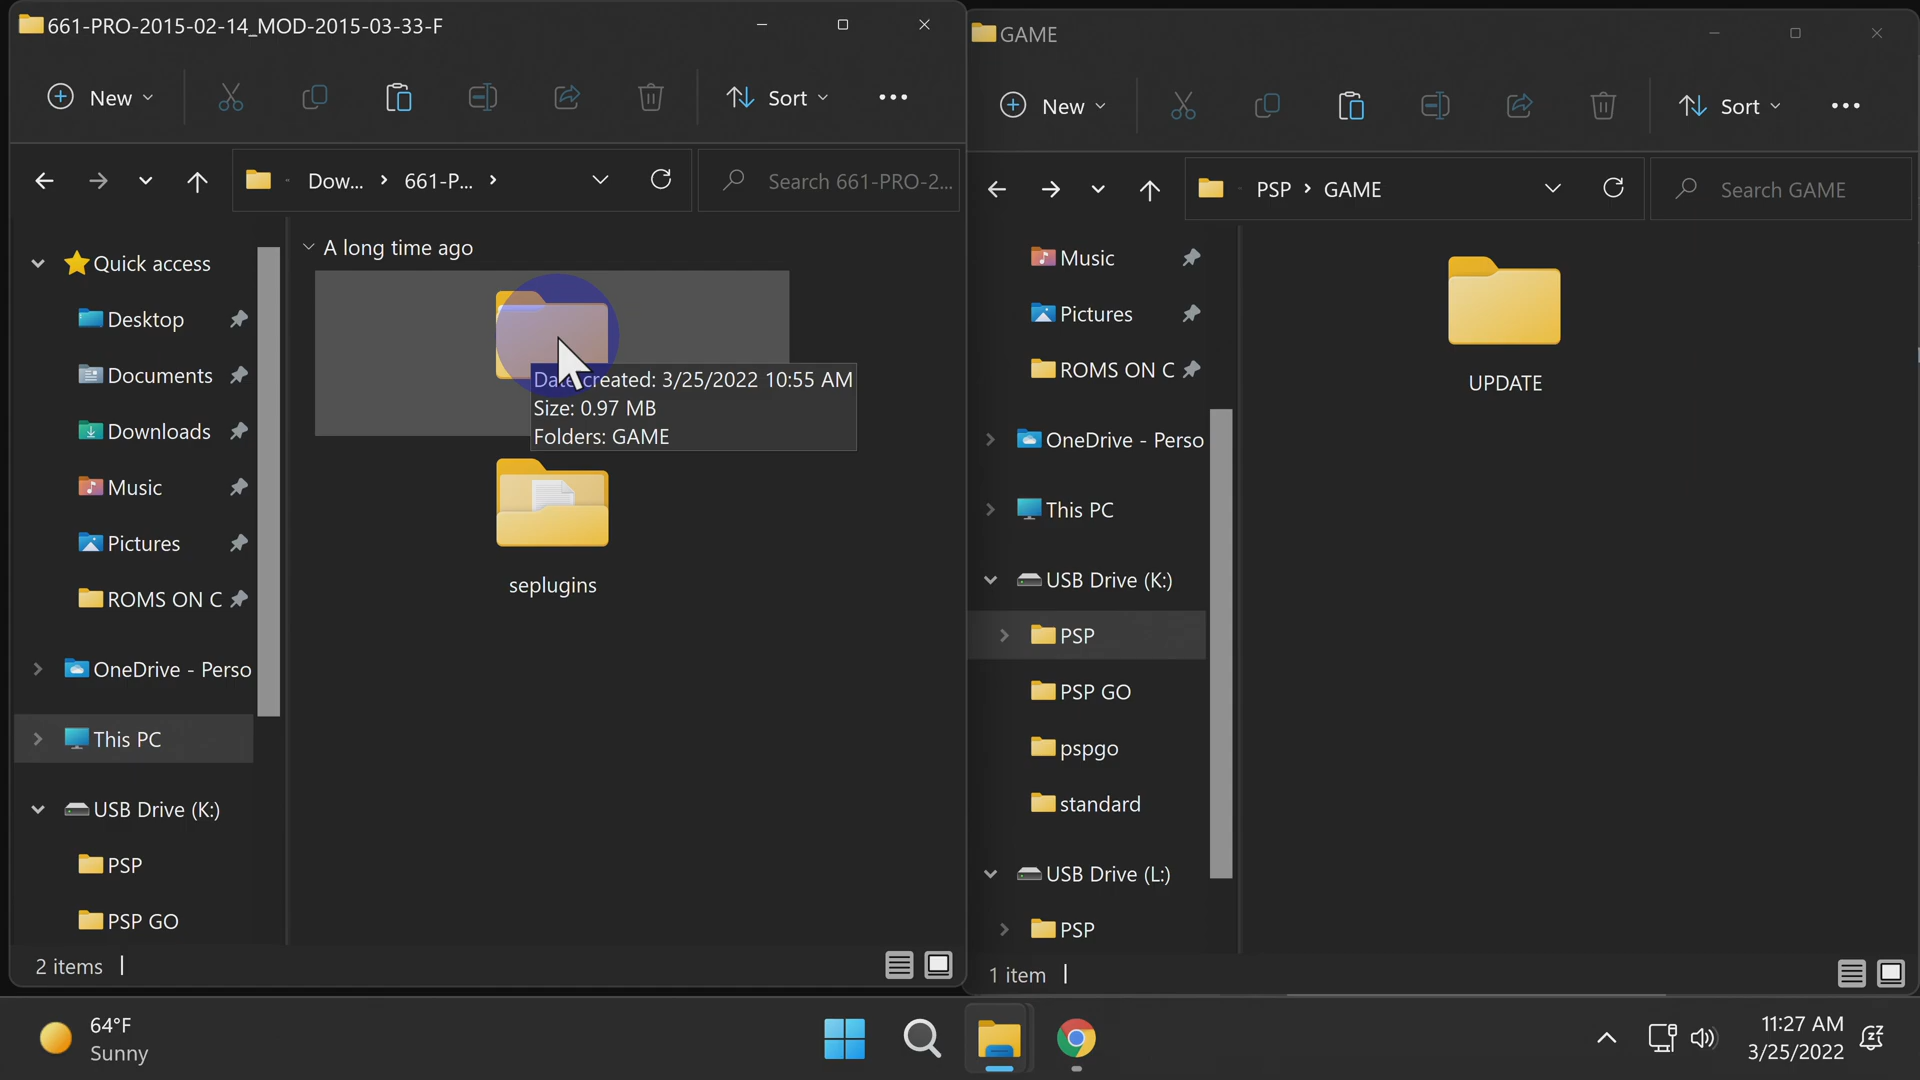 661-PRO-2015-02-14_MOD-2015-03-33-F
New
Sort
Dow...
661-P...
Search 661-PRO-2...
Quick access
Desktop
Documents
Downloads
Music
Pictures
ROMS ON C
OneDrive - Perso
This PC
USB Drive (K:)
PSP
PSP GO
A long time ago
Date created: 3/25/2022 10:55 AM
Size: 0.97 MB
Folders: GAME
seplugins
2 items
GAME
New
Sort
PSP
GAME
Search GAME
Music
Pictures
ROMS ON C
OneDrive - Perso
This PC
USB Drive (K:)
PSP
PSP GO
pspgo
standard
USB Drive (L:)
PSP
UPDATE
1 item
64°F
Sunny
11:27 AM
3/25/2022